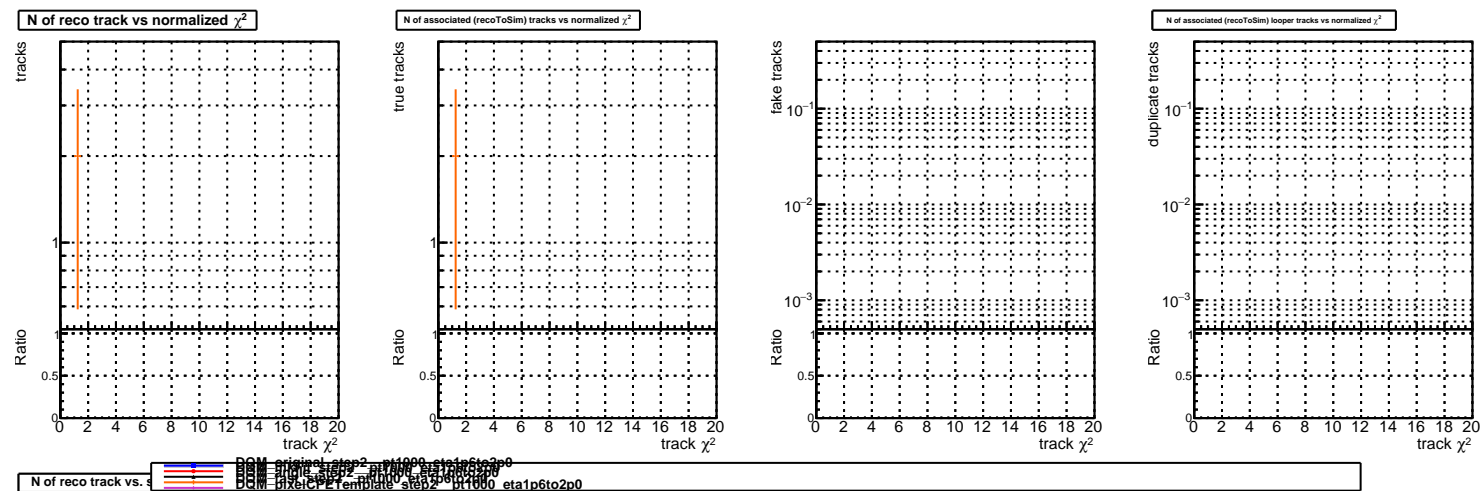 N of reco track vs normalized χ²
tracks
1
Ratio
1
0.5
0
0 2 4 6 8 10 12 14 16 18 20
track χ²
N of associated (recoToSim) tracks vs normalized χ²
true tracks
1
Ratio
1
0.5
0
0 2 4 6 8 10 12 14 16 18 20
track χ²
fake tracks
10⁻¹
10⁻²
10⁻³
Ratio
1
0.5
0
0 2 4 6 8 10 12 14 16 18 20
track χ²
N of associated (recoToSim) looper tracks vs normalized χ²
duplicate tracks
10⁻¹
10⁻²
10⁻³
Ratio
1
0.5
0
0 2 4 6 8 10 12 14 16 18 20
track χ²
N of reco track vs. s
DQM_original_step2__pt1000_eta1p6to2p0
DQM_pixelCPETemplate_step2__pt1000_eta1p6to2p0